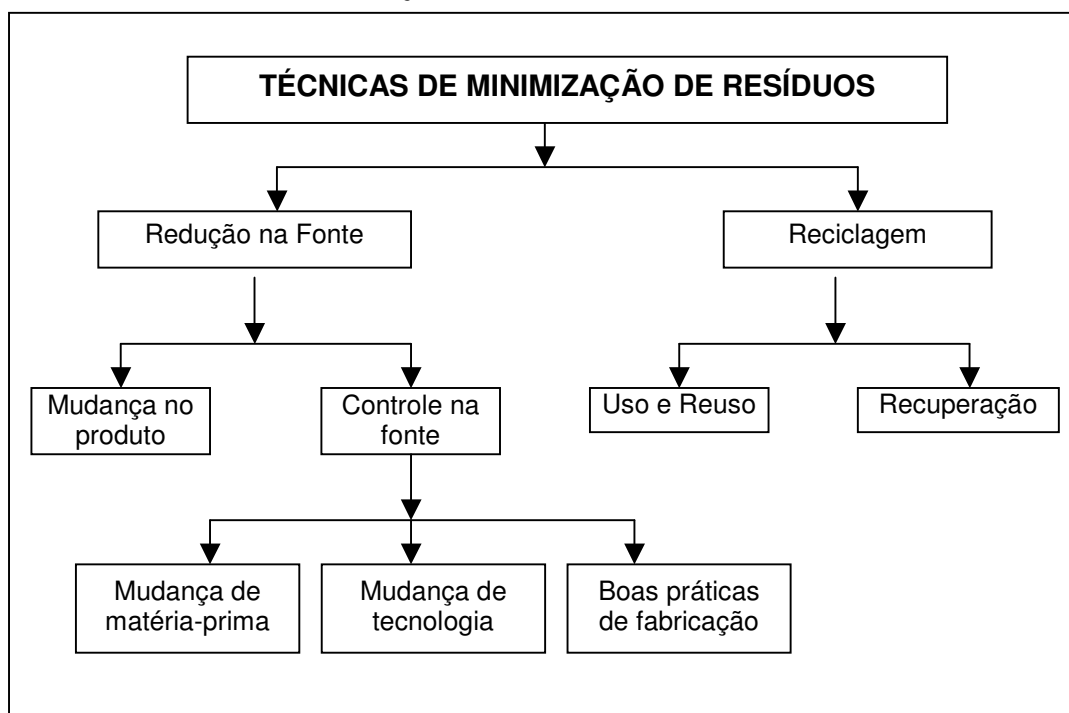 TÉCNICAS DE MINIMIZAÇÃO DE RESÍDUOS
Redução na Fonte
Reciclagem
Mudança no
produto
Controle na
fonte
Uso e Reuso
Recuperação
Mudança de
matéria-prima
Mudança de
tecnologia
Boas práticas
de fabricação